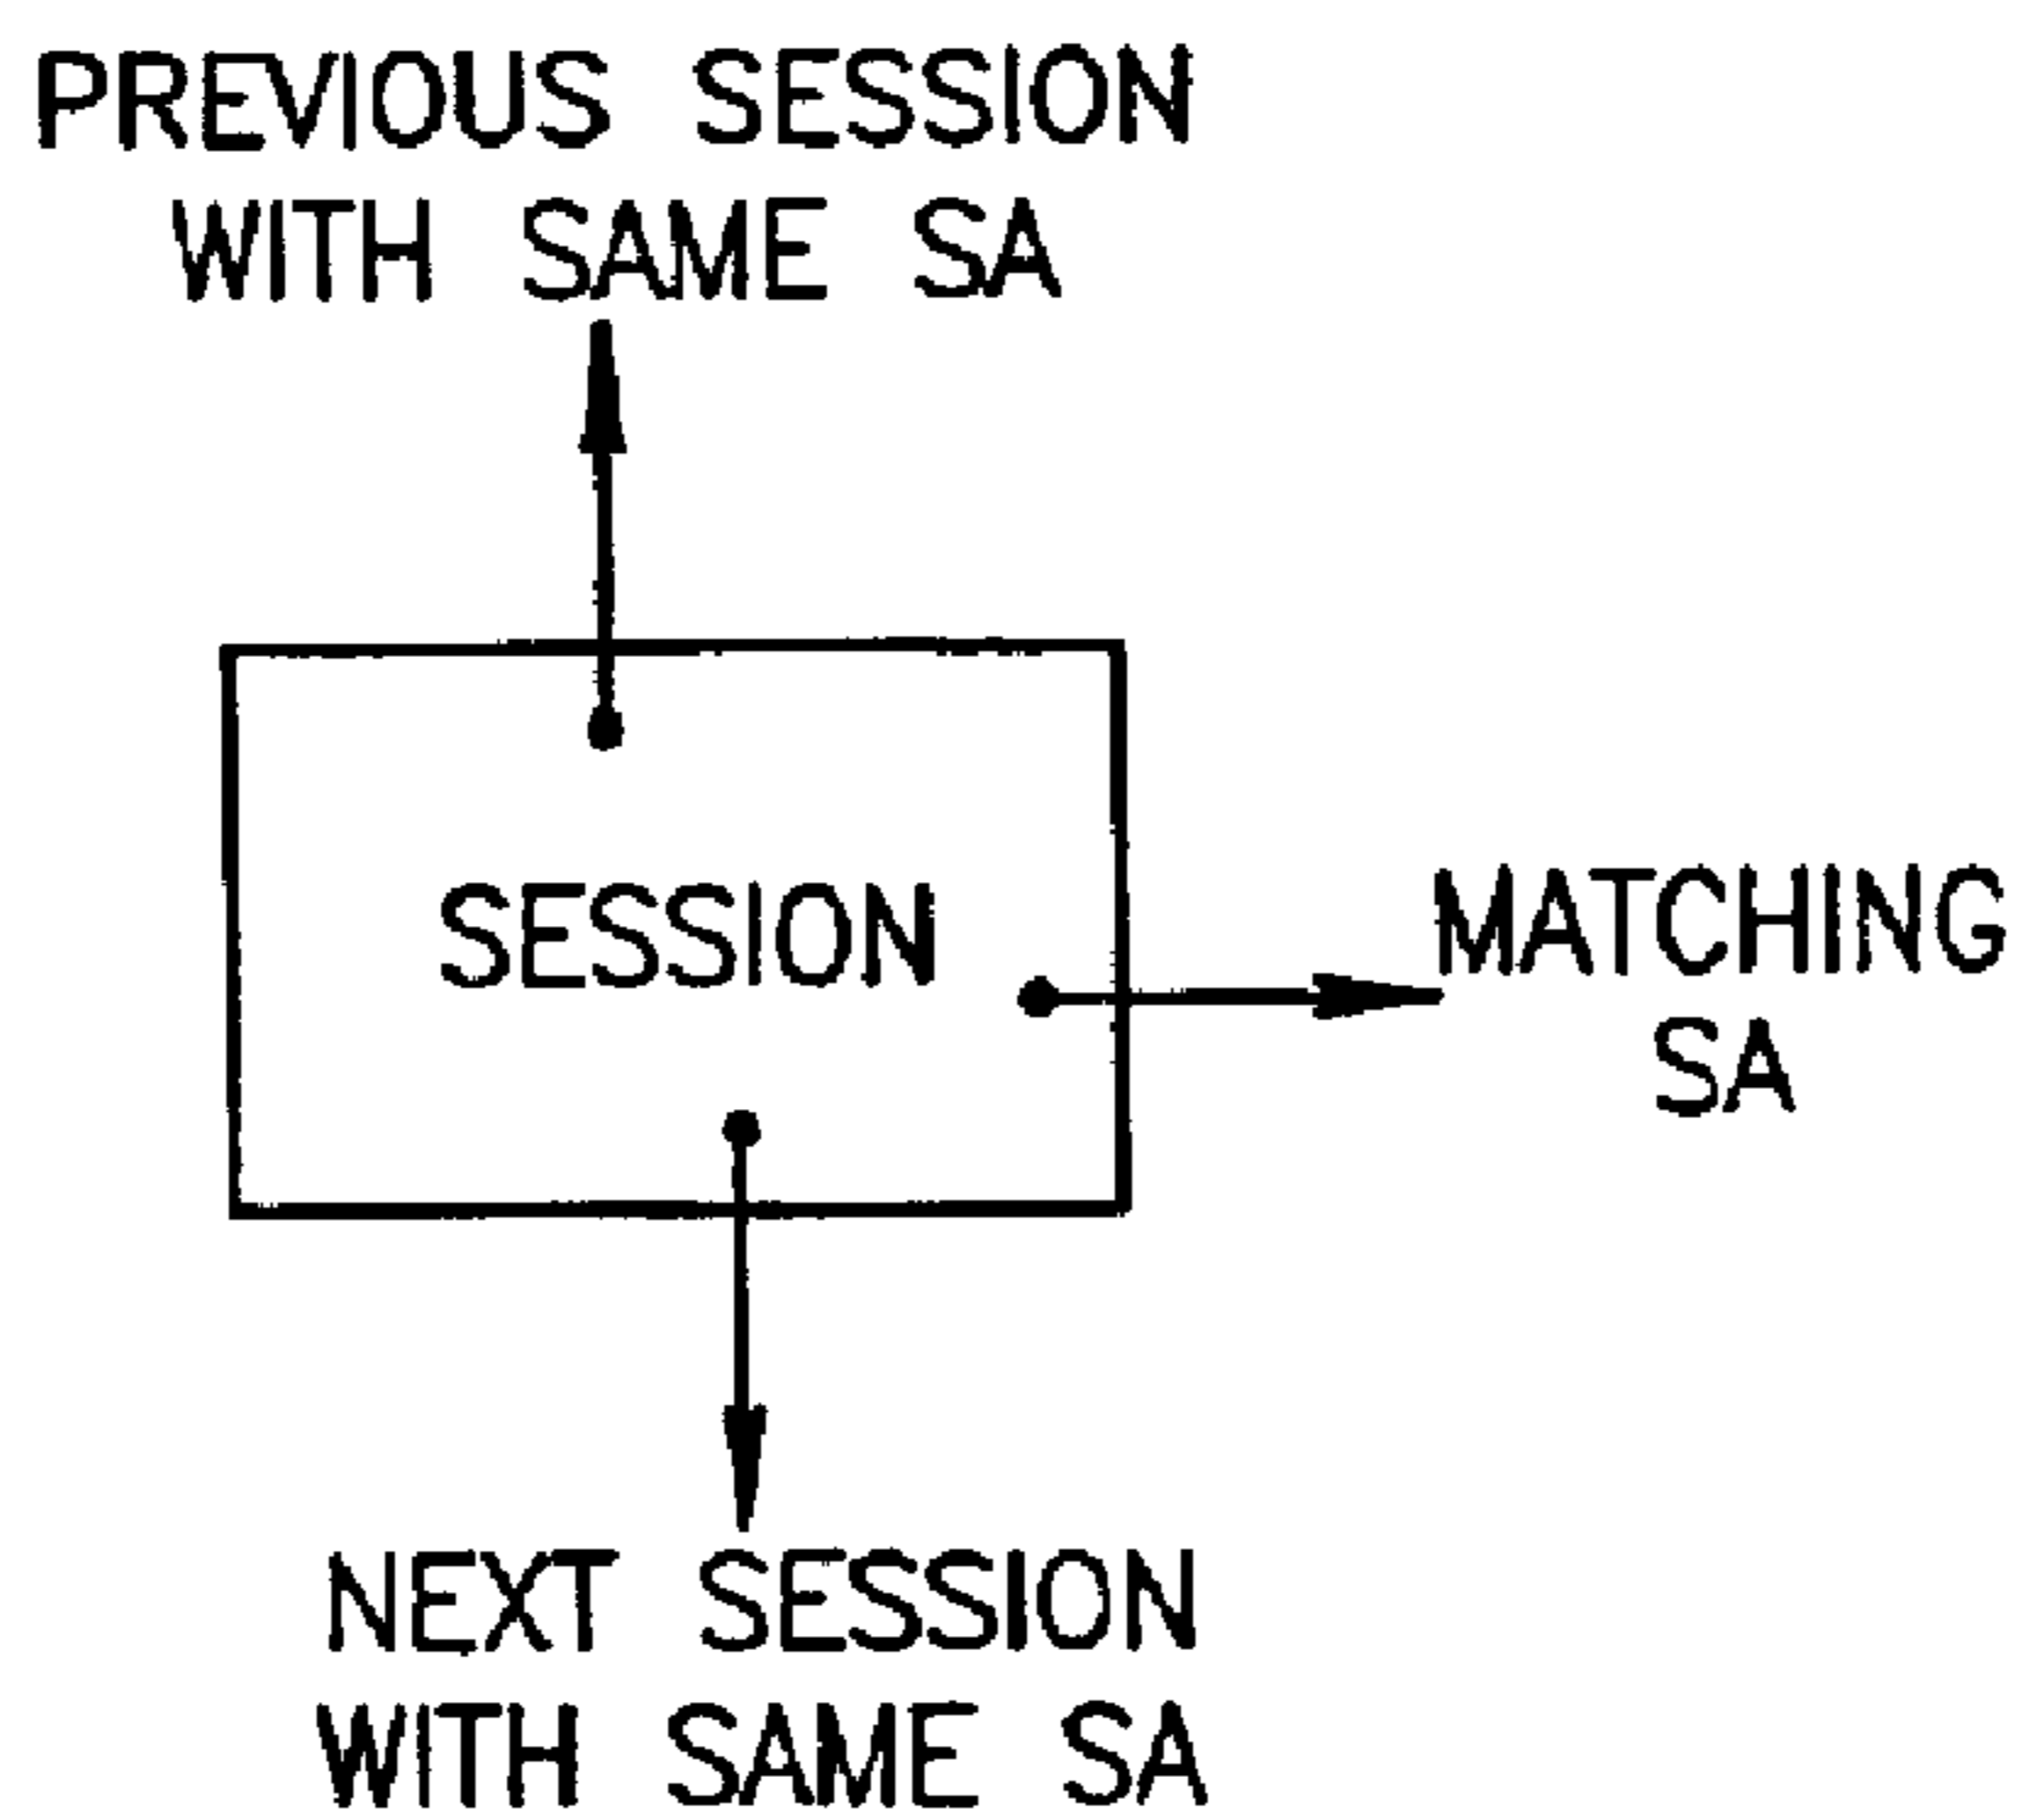 PREVIOUS SESSION
WITH SAME SA
SESSION
MATCHING
SA
NEXT SESSION
WITH SAME SA